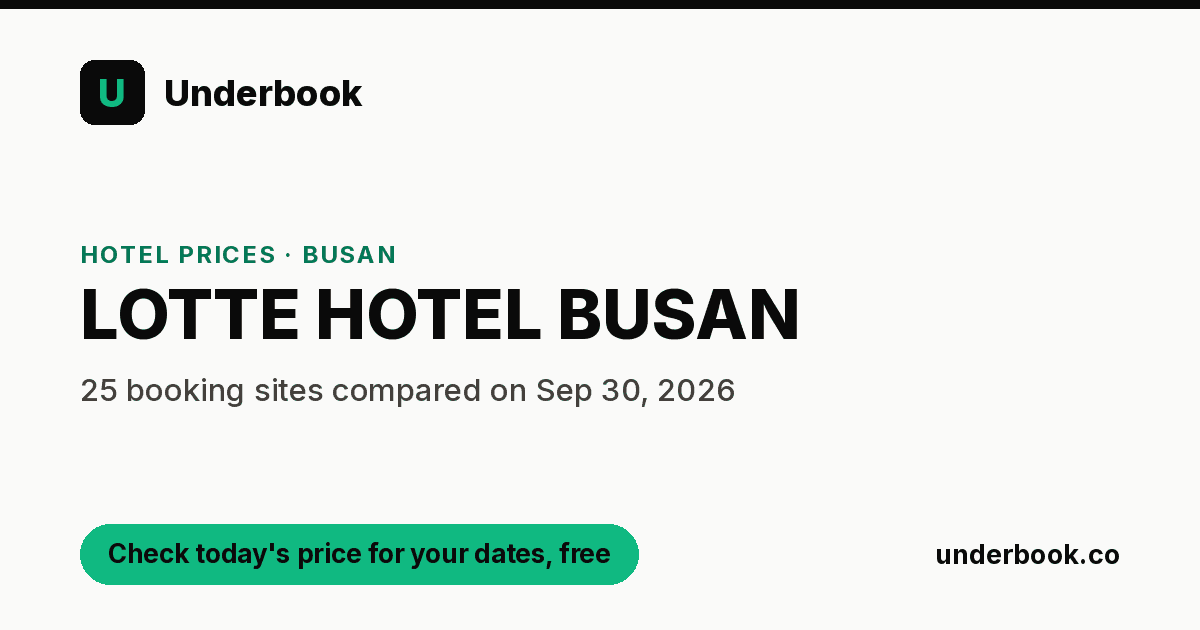 U Underbook
HOTEL PRICES · BUSAN
LOTTE HOTEL BUSAN
25 booking sites compared on Sep 30, 2026
Check today's price for your dates, free
underbook.co